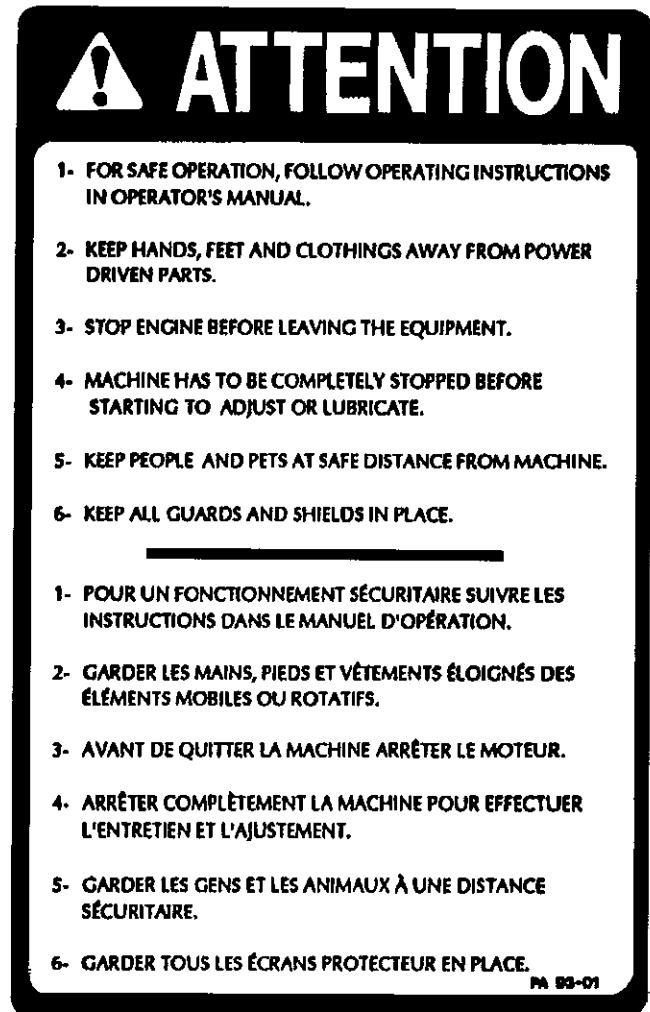 ATTENTION
1- FOR SAFE OPERATION, FOLLOW OPERATING INSTRUCTIONS
IN OPERATOR'S MANUAL.
2- KEEP HANDS, FEET AND CLOTHINGS AWAY FROM POWER
DRIVEN PARTS.
3- STOP ENGINE BEFORE LEAVING THE EQUIPMENT.
4- MACHINE HAS TO BE COMPLETELY STOPPED BEFORE
STARTING TO ADJUST OR LUBRICATE.
5- KEEP PEOPLE AND PETS AT SAFE DISTANCE FROM MACHINE.
6- KEEP ALL GUARDS AND SHIELDS IN PLACE.
1- POUR UN FONCTIONNEMENT SÉCURITAIRE SUIVRE LES
INSTRUCTIONS DANS LE MANUEL D'OPÉRATION.
2- GARDER LES MAINS, PIEDS ET VÊTEMENTS ÉLOIGNÉS DES
ÉLÉMENTS MOBILES OU ROTATIFS.
3- AVANT DE QUITTER LA MACHINE ARRÊTER LE MOTEUR.
4- ARRÊTER COMPLÈTEMENT LA MACHINE POUR EFFECTUER
L'ENTRETIEN ET L'AJUSTEMENT.
5- GARDER LES GENS ET LES ANIMAUX À UNE DISTANCE
SÉCURITAIRE.
6- GARDER TOUS LES ÉCRANS PROTECTEUR EN PLACE.
PA 93-01